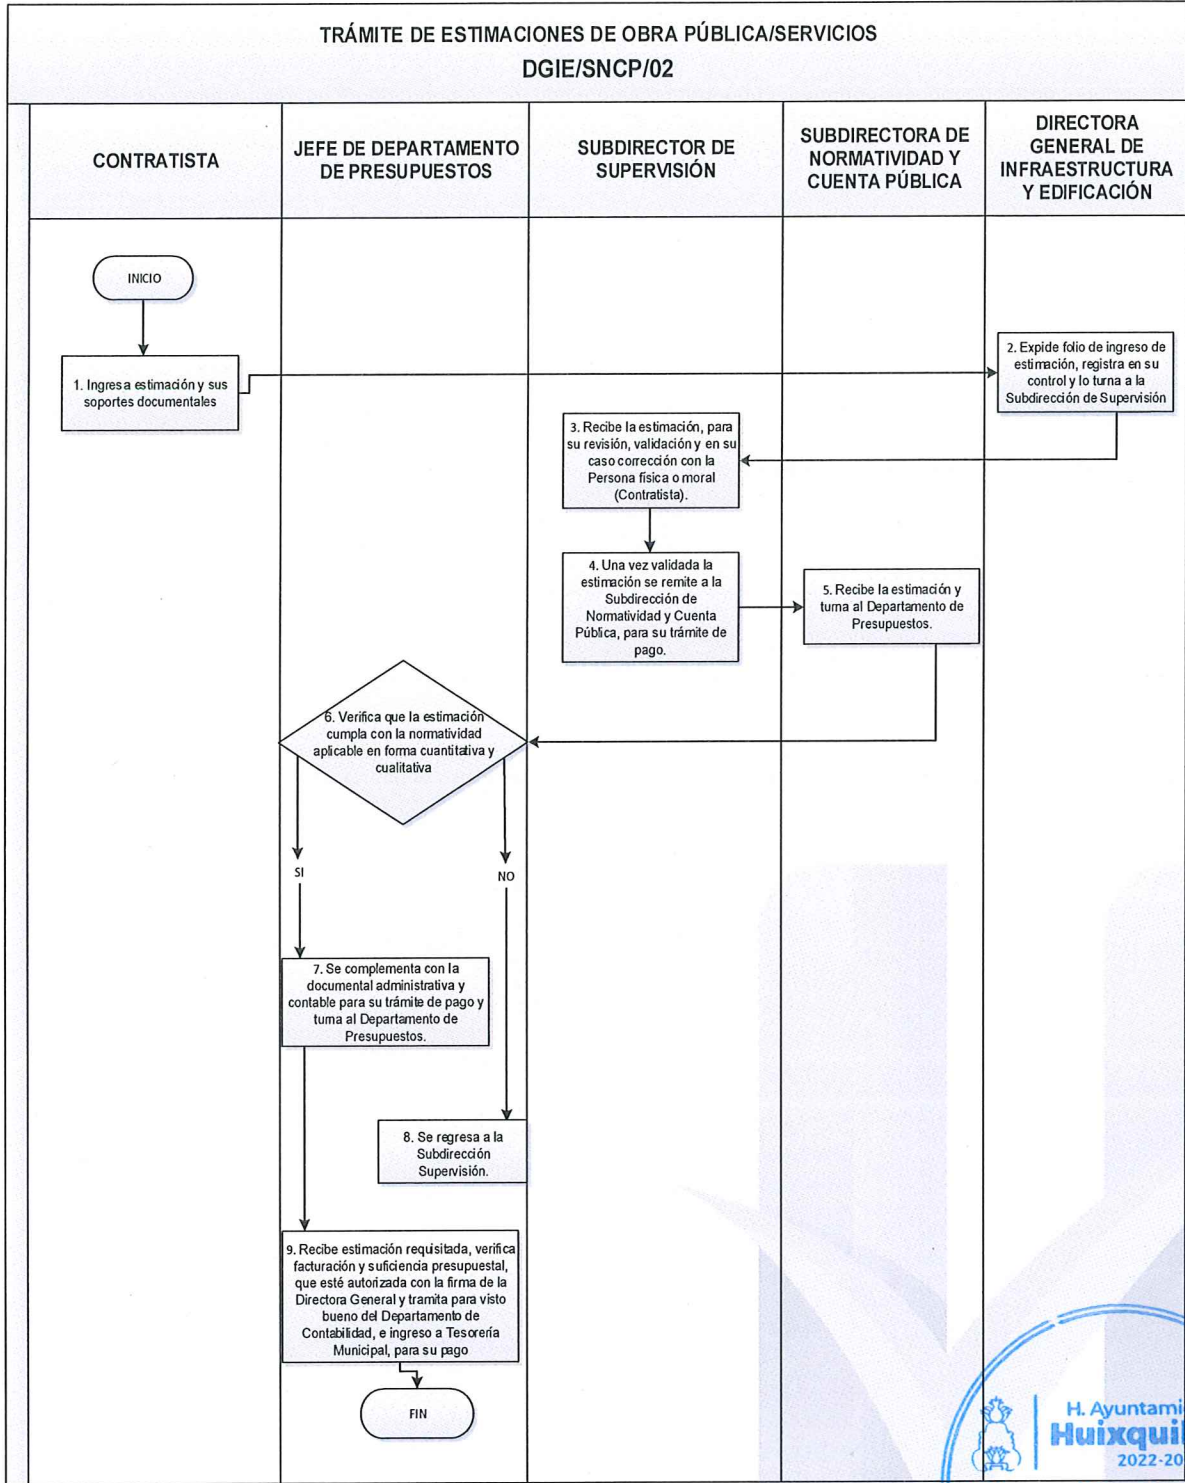 TRÁMITE DE ESTIMACIONES DE OBRA PÚBLICA/SERVICIOS
DGIE/SNCP/02
CONTRATISTA
JEFE DE DEPARTAMENTO
DE PRESUPUESTOS
SUBDIRECTOR DE
SUPERVISIÓN
SUBDIRECTORA DE
NORMATIVIDAD Y
CUENTA PÚBLICA
DIRECTORA
GENERAL DE
INFRAESTRUCTURA
Y EDIFICACIÓN
INICIO
1. Ingresa estimación y sus
soportes documentales
2. Expide folio de ingreso de
estimación, registra en su
control y lo turna a la
Subdirección de Supervisión
3. Recibe la estimación, para
su revisión, validación y en su
caso corrección con la
Persona física o moral
(Contratista).
4. Una vez validada la
estimación se remite a la
Subdirección de
Normatividad y Cuenta
Pública, para su trámite de
pago.
5. Recibe la estimación y
turna al Departamento de
Presupuestos.
6. Verifica que la estimación
cumpla con la normatividad
aplicable en forma cuantitativa y
cualitativa
SI
NO
7. Se complementa con la
documental administrativa y
contable para su trámite de pago y
turna al Departamento de
Presupuestos.
8. Se regresa a la
Subdirección
Supervisión.
9. Recibe estimación requisitada, verifica
facturación y suficiencia presupuestal,
que esté autorizada con la firma de la
Directora General y tramita para visto
bueno del Departamento de
Contabilidad, e ingreso a Tesorería
Municipal, para su pago
FIN
H. Ayuntami
Huixquil
2022-20